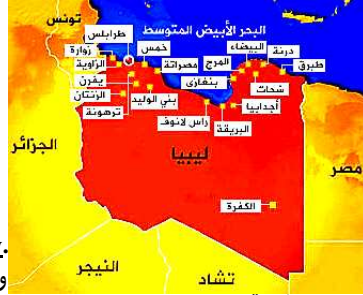 تونس
البحر الأبيض المتوسط
طرابلس
خمس
البيضاء
درنة
زوارة
المرج
طبرق
الزاوية
مصراتة
بنغازي
شحات
يفرن
بني الوليد
أجدابيا
الزنتان
ترهونة
راس لانوف
البريقة
الجزائر
ليبيا
مصر
الكفرة
النيجر
تشاد
و